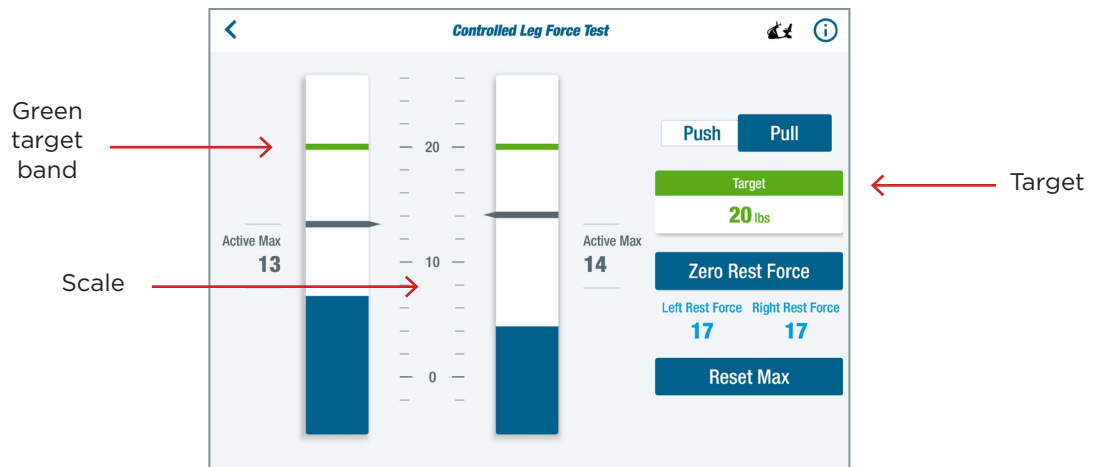 Controlled Leg Force Test
Green
target
band
Scale
Active Max
13
20
10
0
Active Max
14
Push
Pull
Target
20 lbs
Zero Rest Force
Left Rest Force Right Rest Force
17 17
Reset Max
Target